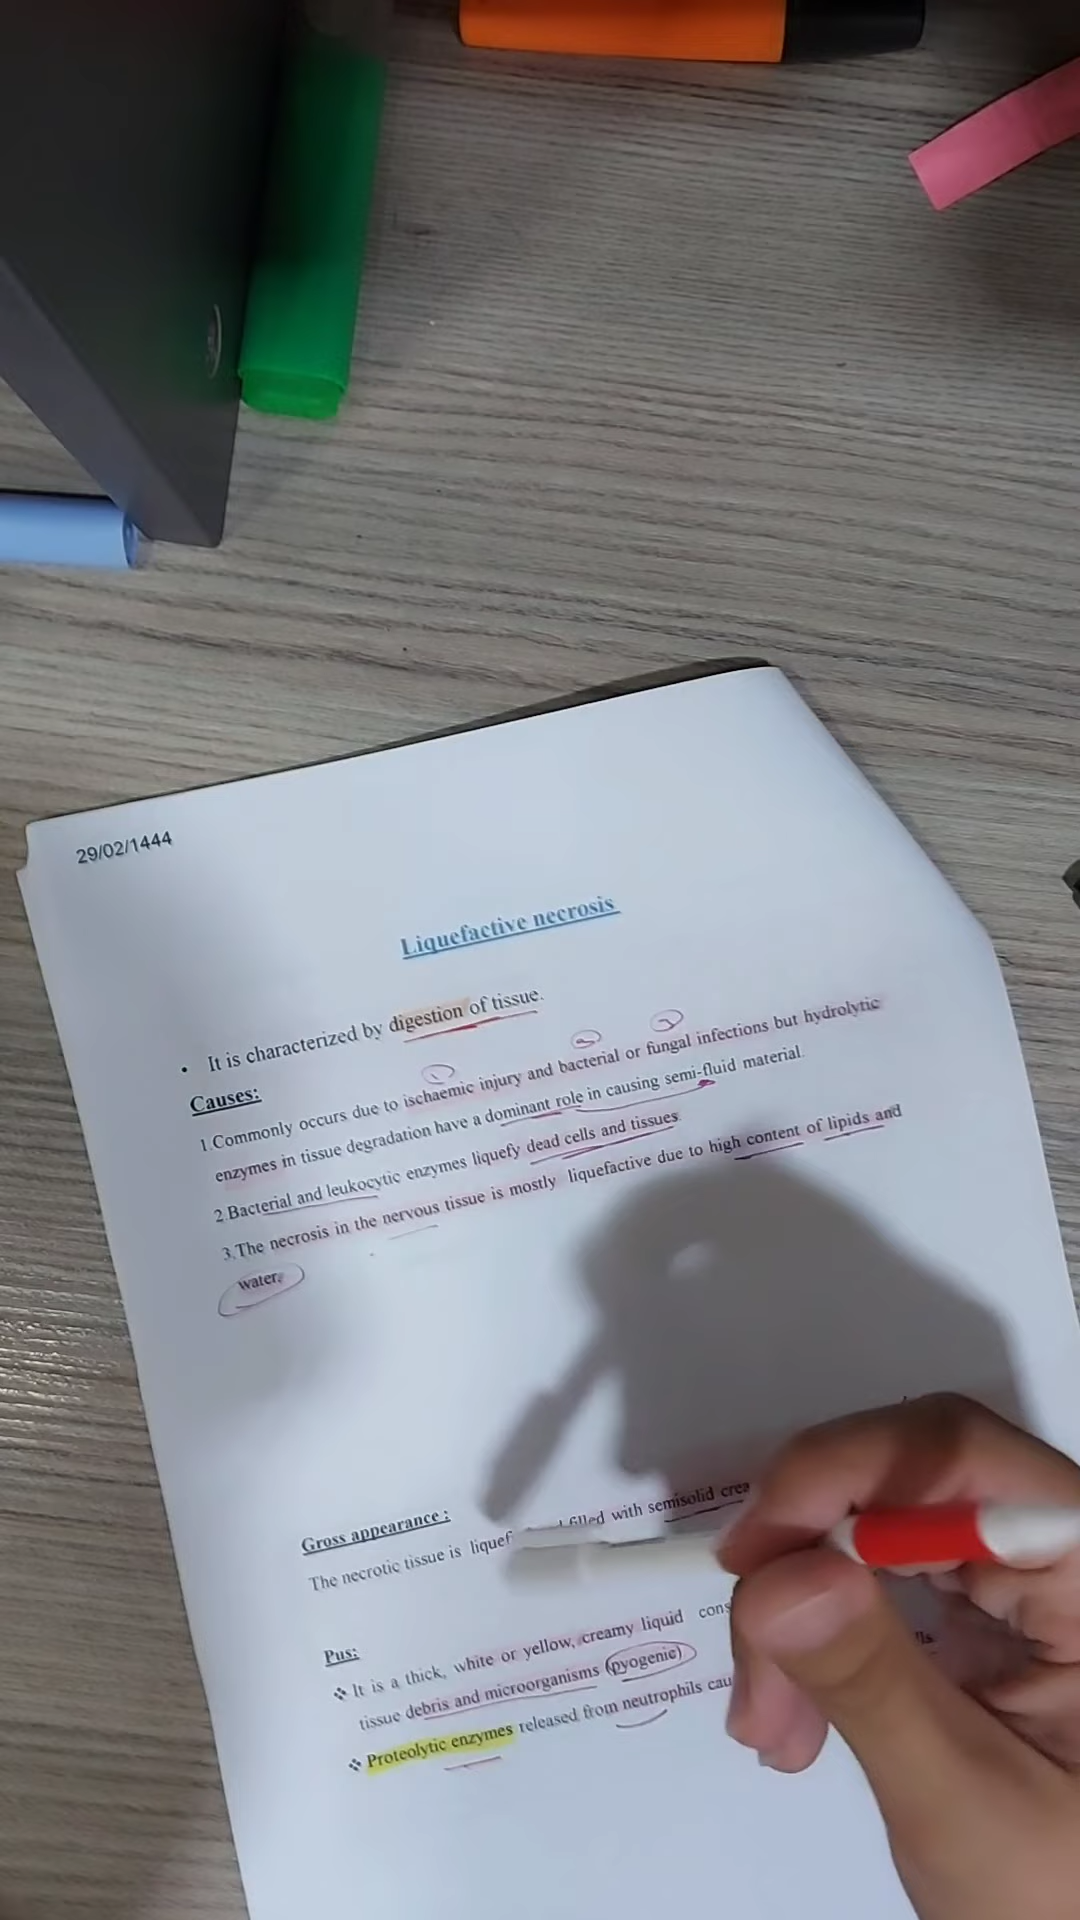 29/02/1444
Liquefactive necrosis
• It is characterized by digestion of tissue.
Causes:
1 2 3
1.Commonly occurs due to ischaemic injury and bacterial or fungal infections but hydrolytic
enzymes in tissue degradation have a dominant role in causing semi-fluid material.
2.Bacterial and leukocytic enzymes liquefy dead cells and tissues
3.The necrosis in the nervous tissue is mostly liquefactive due to high content of lipids and
water.
Gross appearance :
The necrotic tissue is filled with semisolid
Pus:
❖ It is a thick, white or yellow, creamy liquid
tissue debris and microorganisms (pyogenic)
❖ Proteolytic enzymes released from neutrophils